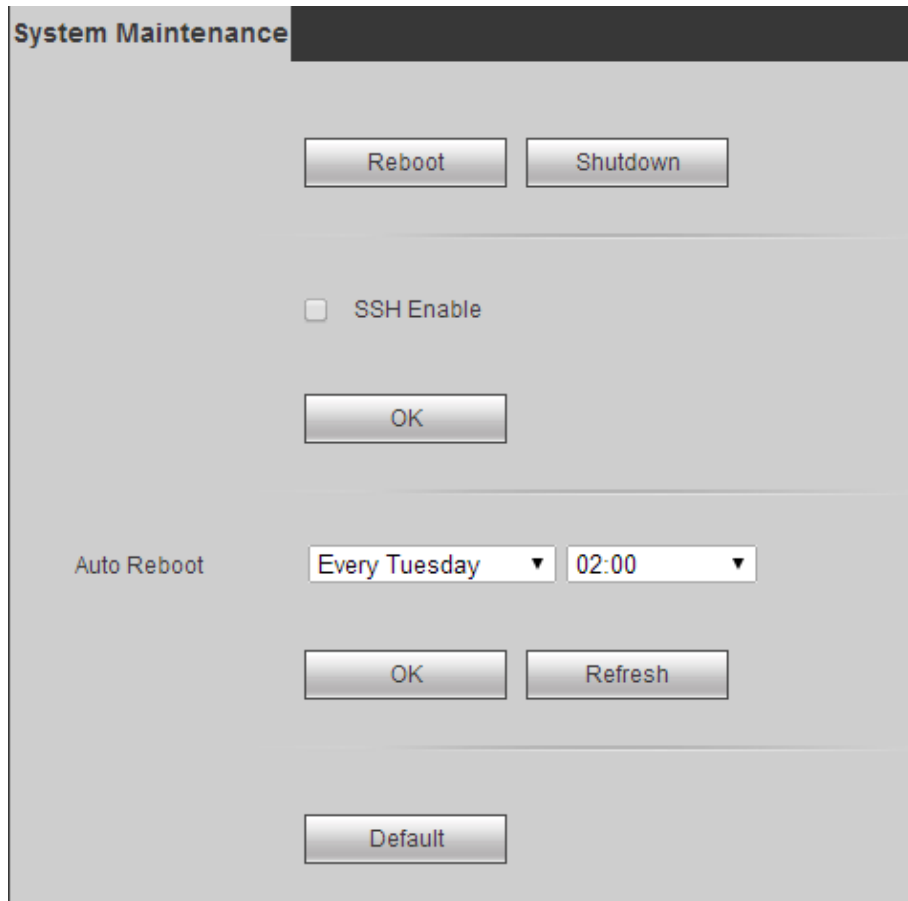 System Maintenance
Reboot Shutdown
SSH Enable
OK
Auto Reboot Every Tuesday 02:00
OK Refresh
Default